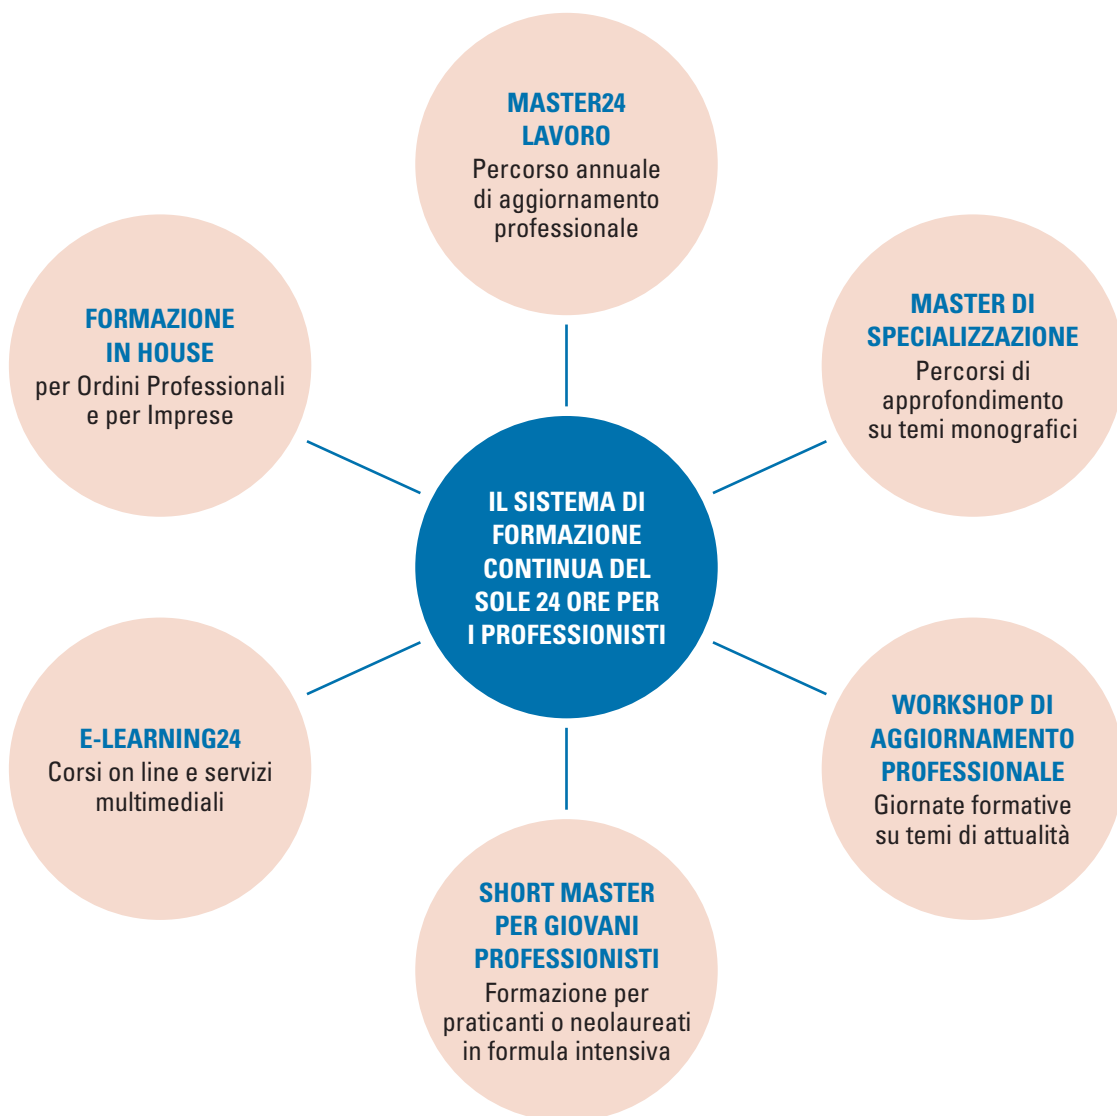 MASTER24
LAVORO
Percorso annuale
di aggiornamento
professionale
FORMAZIONE
IN HOUSE
per Ordini Professionali
e per Imprese
MASTER DI
SPECIALIZZAZIONE
Percorsi di
approfondimento
su temi monografici
IL SISTEMA DI
FORMAZIONE
CONTINUA DEL
SOLE 24 ORE PER
I PROFESSIONISTI
E-LEARNING24
Corsi on line e servizi
multimediali
WORKSHOP DI
AGGIORNAMENTO
PROFESSIONALE
Giornate formative
su temi di attualità
SHORT MASTER
PER GIOVANI
PROFESSIONISTI
Formazione per
praticanti o neolaureati
in formula intensiva